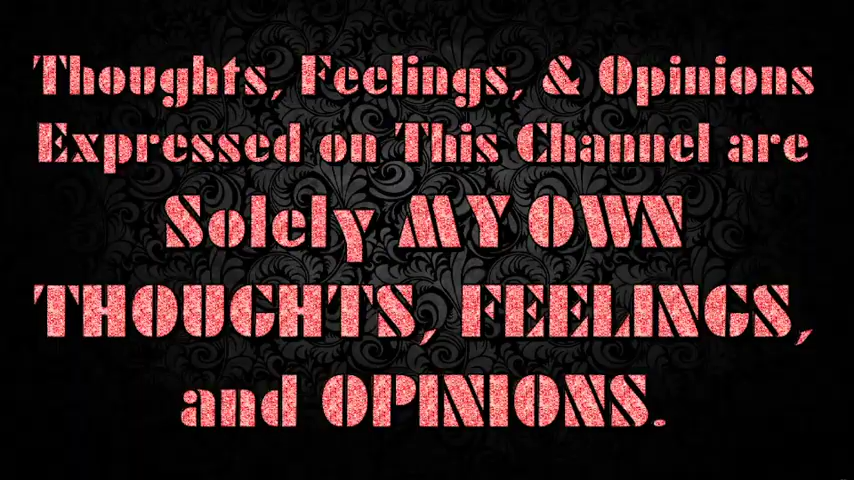 Thoughts, Feelings, & Opinions
Expressed on This Channel are
Solely MY OWN
THOUGHTS, FEELINGS,
and OPINIONS.